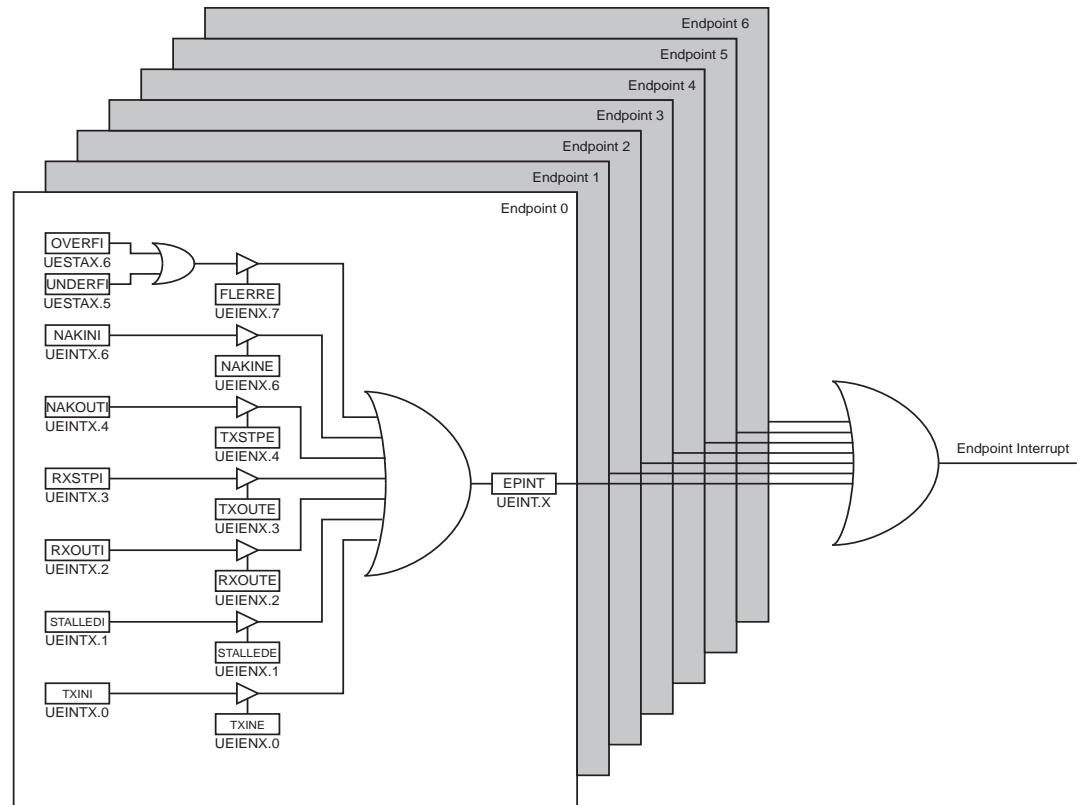 Endpoint 6
Endpoint 5
Endpoint 4
Endpoint 3
Endpoint 2
Endpoint 1
Endpoint 0
OVERFI
UESTAX.6
UNDERFI
UESTAX.5
FLERRE
UEIENX.7
NAKINI
UEINTX.6
NAKINE
UEIENX.6
NAKOUTI
UEINTX.4
TXSTPE
UEIENX.4
RXSTPI
UEINTX.3
TXOUTE
UEIENX.3
RXOUTI
UEINTX.2
RXOUTE
UEIENX.2
STALLEDI
UEINTX.1
STALLEDE
UEIENX.1
TXINI
UEINTX.0
TXINE
UEIENX.0
EPINT
UEINT.X
Endpoint Interrupt